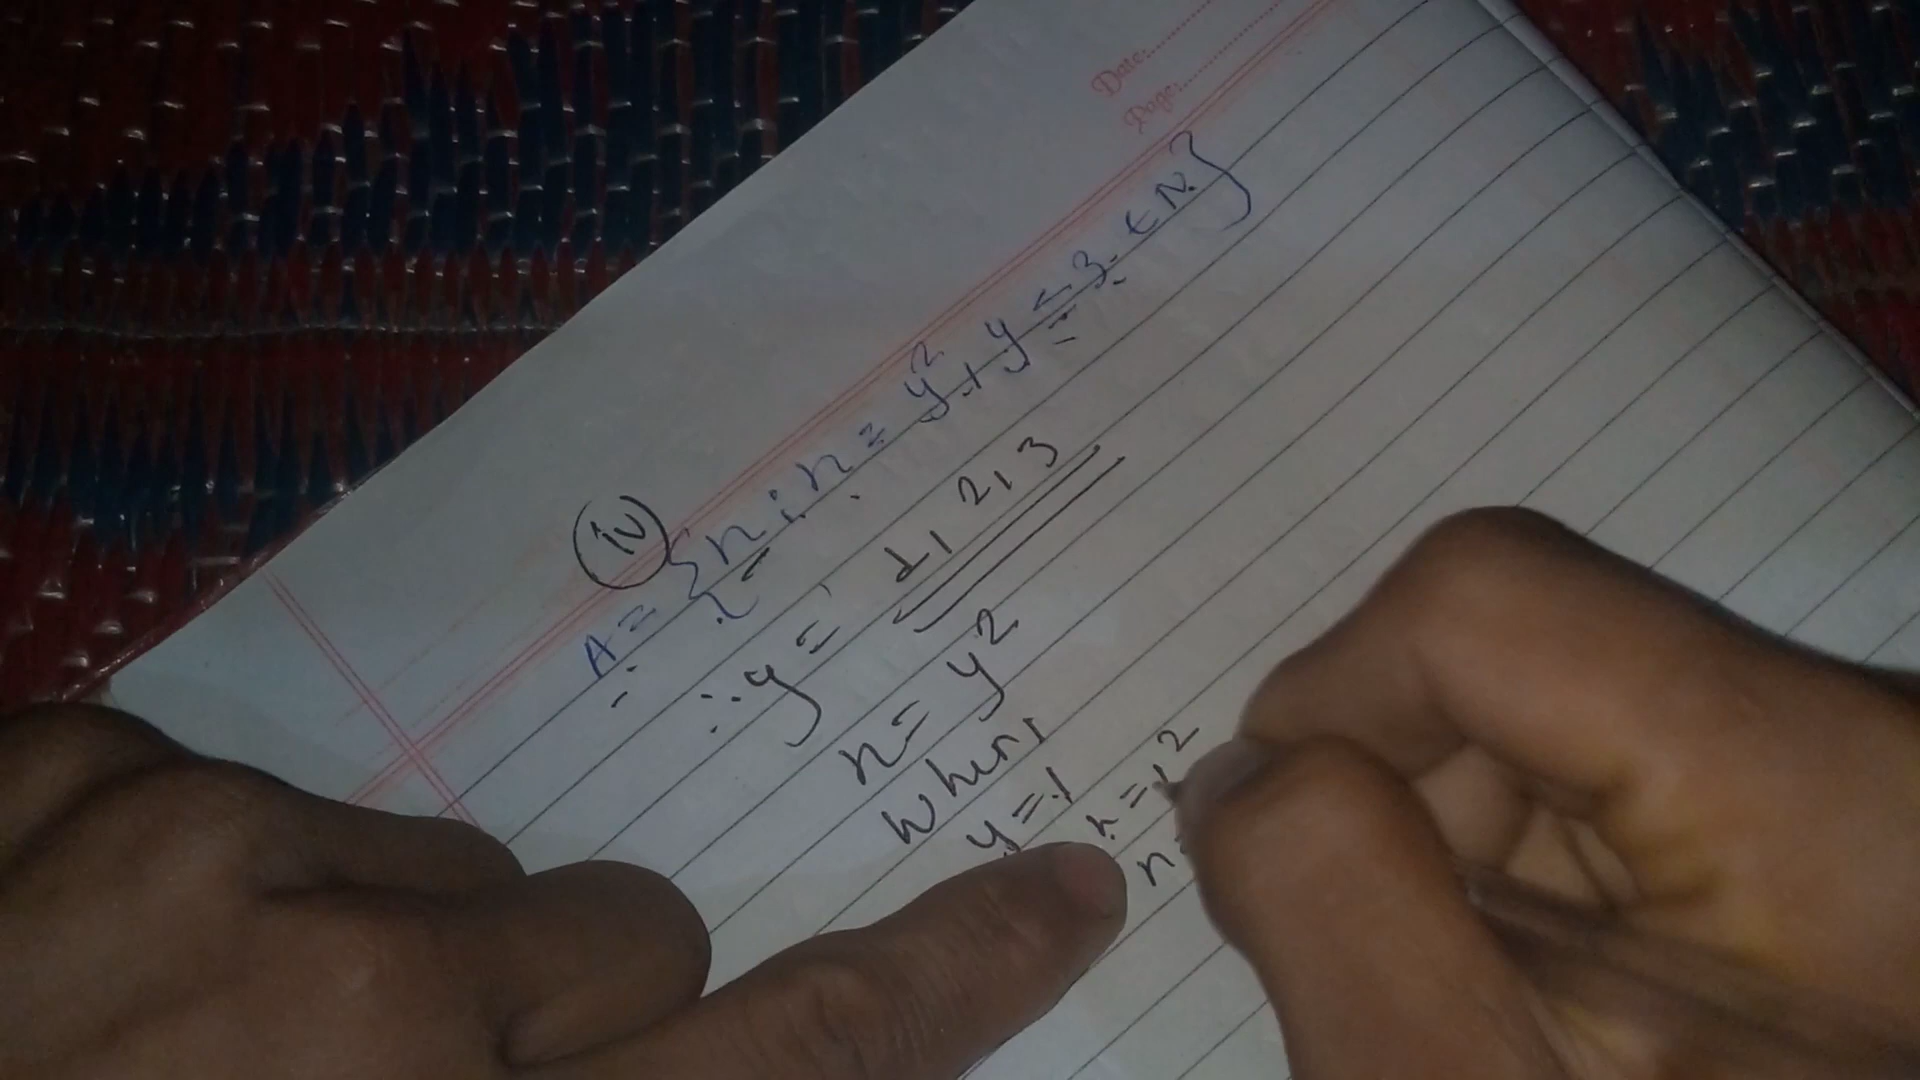 Date:
Page:
(iv)
A = {n : n = y², y ≤ 3 ∈ N}
∴ y = 1, 2, 3
n = y²
when,
y = 1
n = 1²
n